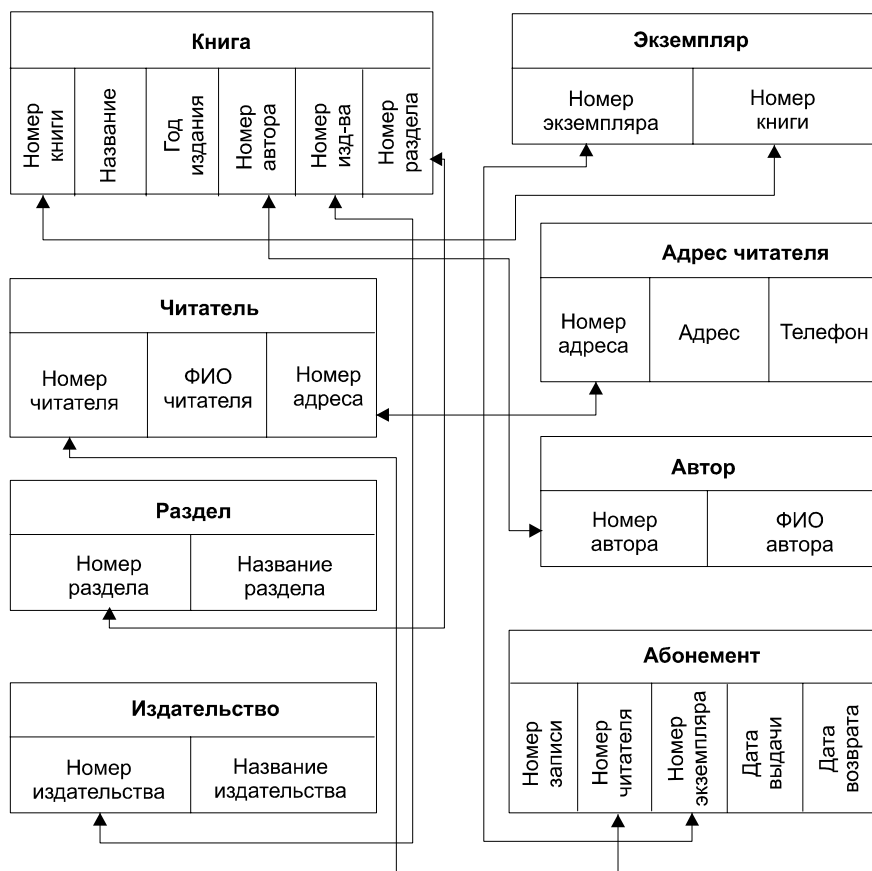 Книга
Номер
книги
Название
Год
издания
Номер
автора
Номер
изд-ва
Номер
раздела
Экземпляр
Номер
экземпляра
Номер
книги
Адрес читателя
Номер
адреса
Адрес
Телефон
Читатель
Номер
читателя
ФИО
читателя
Номер
адреса
Автор
Номер
автора
ФИО
автора
Раздел
Номер
раздела
Название
раздела
Абонемент
Номер
записи
Номер
читателя
Номер
экземпляра
Дата
выдачи
Дата
возврата
Издательство
Номер
издательства
Название
издательства